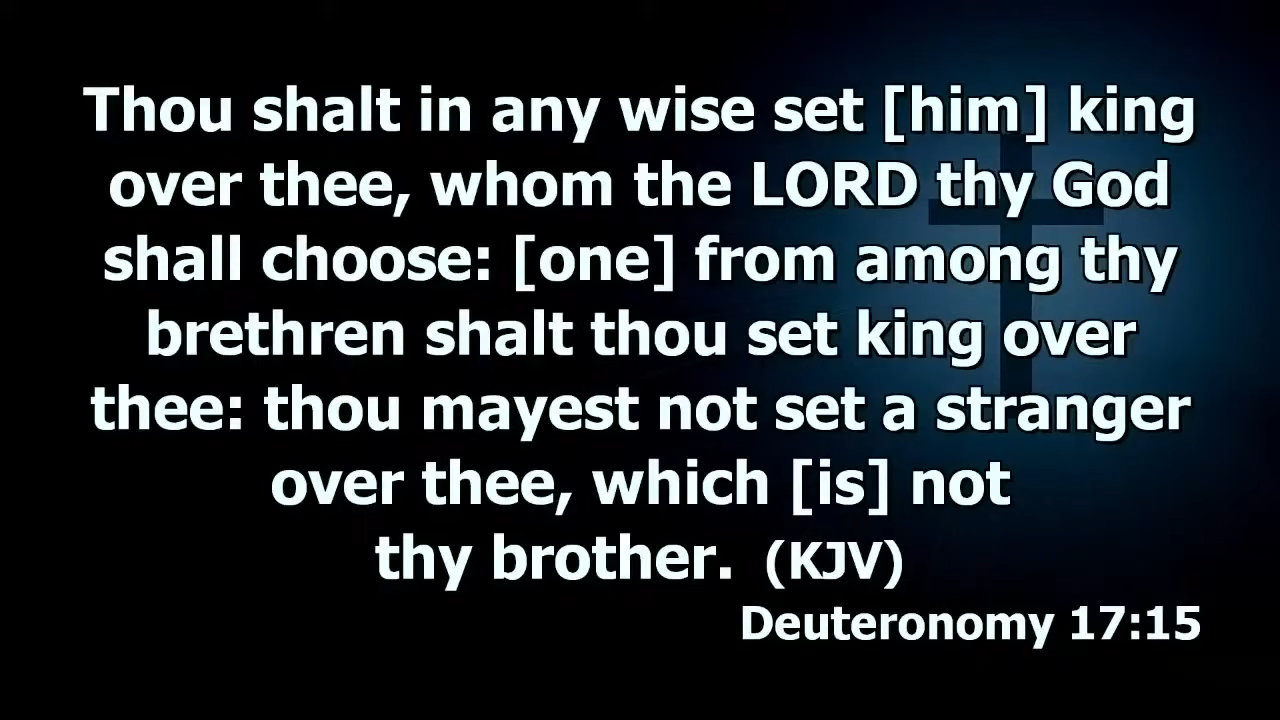 Thou shalt in any wise set [him] king
over thee, whom the LORD thy God
shall choose: [one] from among thy
brethren shalt thou set king over
thee: thou mayest not set a stranger
over thee, which [is] not
thy brother. (KJV)
Deuteronomy 17:15